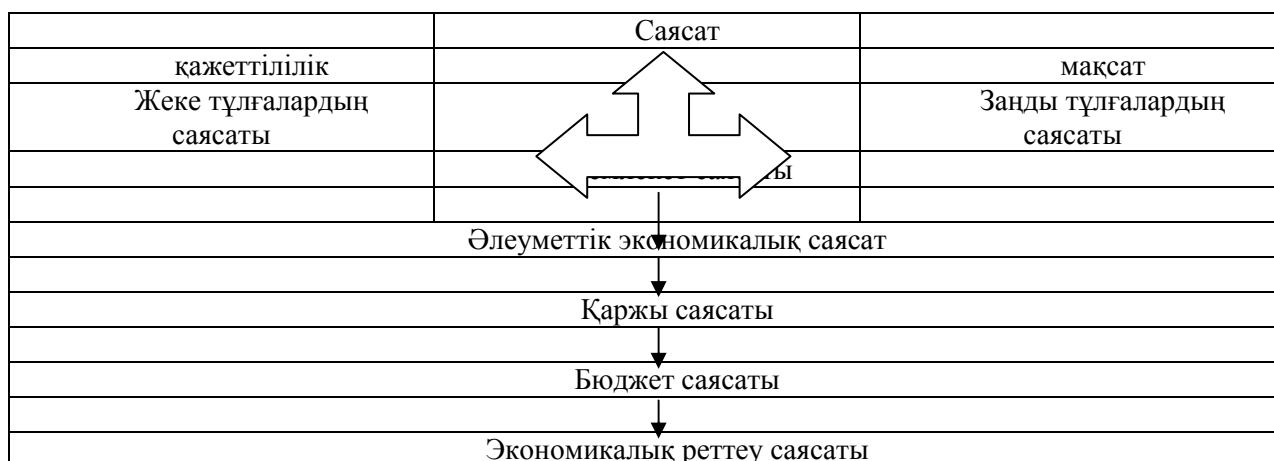 Саясат
қажеттілілік
мақсат
Жеке тұлғалардың
саясаты
Заңды тұлғалардың
саясаты
Әлеуметтік экономикалық саясат
Қаржы саясаты
Бюджет саясаты
Экономикалық реттеу саясаты